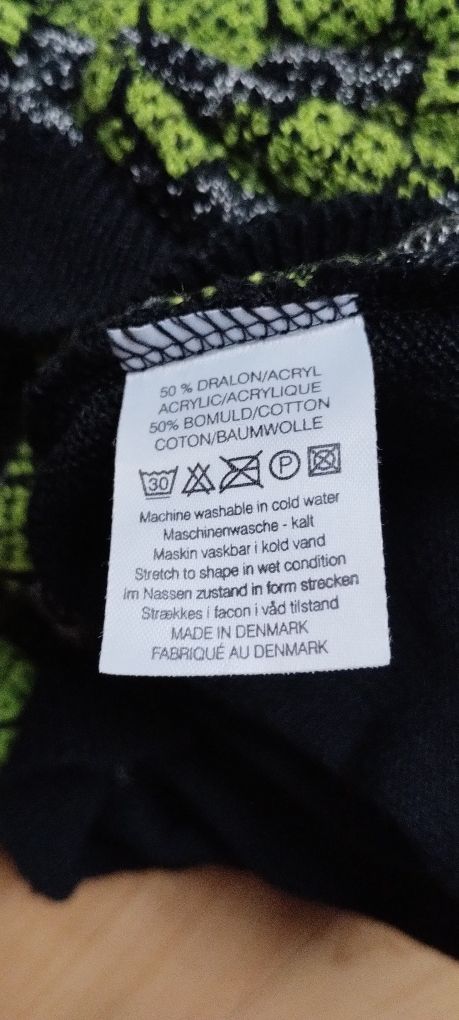 50 % DRALON/ACRYL
ACRYLIC/ACRYLIQUE
50% BOMULD/COTTON
COTON/BAUMWOLLE
30 P
Machine washable in cold water
Maschinenwasche - kalt
Maskin vaskbar i kold vand
Stretch to shape in wet condition
Im Nassen zustand in form strecken
Strækkes i facon i våd tilstand
MADE IN DENMARK
FABRIQUÉ AU DENMARK